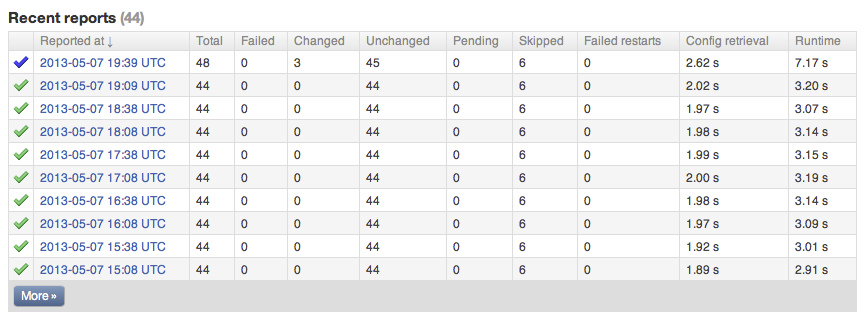 Recent reports (44)
Reported at ↓ Total Failed Changed Unchanged Pending Skipped Failed restarts Config retrieval Runtime
2013-05-07 19:39 UTC 48 0 3 45 0 6 0 2.62 s 7.17 s
2013-05-07 19:09 UTC 44 0 0 44 0 6 0 2.02 s 3.20 s
2013-05-07 18:38 UTC 44 0 0 44 0 6 0 1.97 s 3.07 s
2013-05-07 18:08 UTC 44 0 0 44 0 6 0 1.98 s 3.14 s
2013-05-07 17:38 UTC 44 0 0 44 0 6 0 1.99 s 3.15 s
2013-05-07 17:08 UTC 44 0 0 44 0 6 0 2.00 s 3.19 s
2013-05-07 16:38 UTC 44 0 0 44 0 6 0 1.98 s 3.14 s
2013-05-07 16:08 UTC 44 0 0 44 0 6 0 1.97 s 3.09 s
2013-05-07 15:38 UTC 44 0 0 44 0 6 0 1.92 s 3.01 s
2013-05-07 15:08 UTC 44 0 0 44 0 6 0 1.89 s 2.91 s
More »